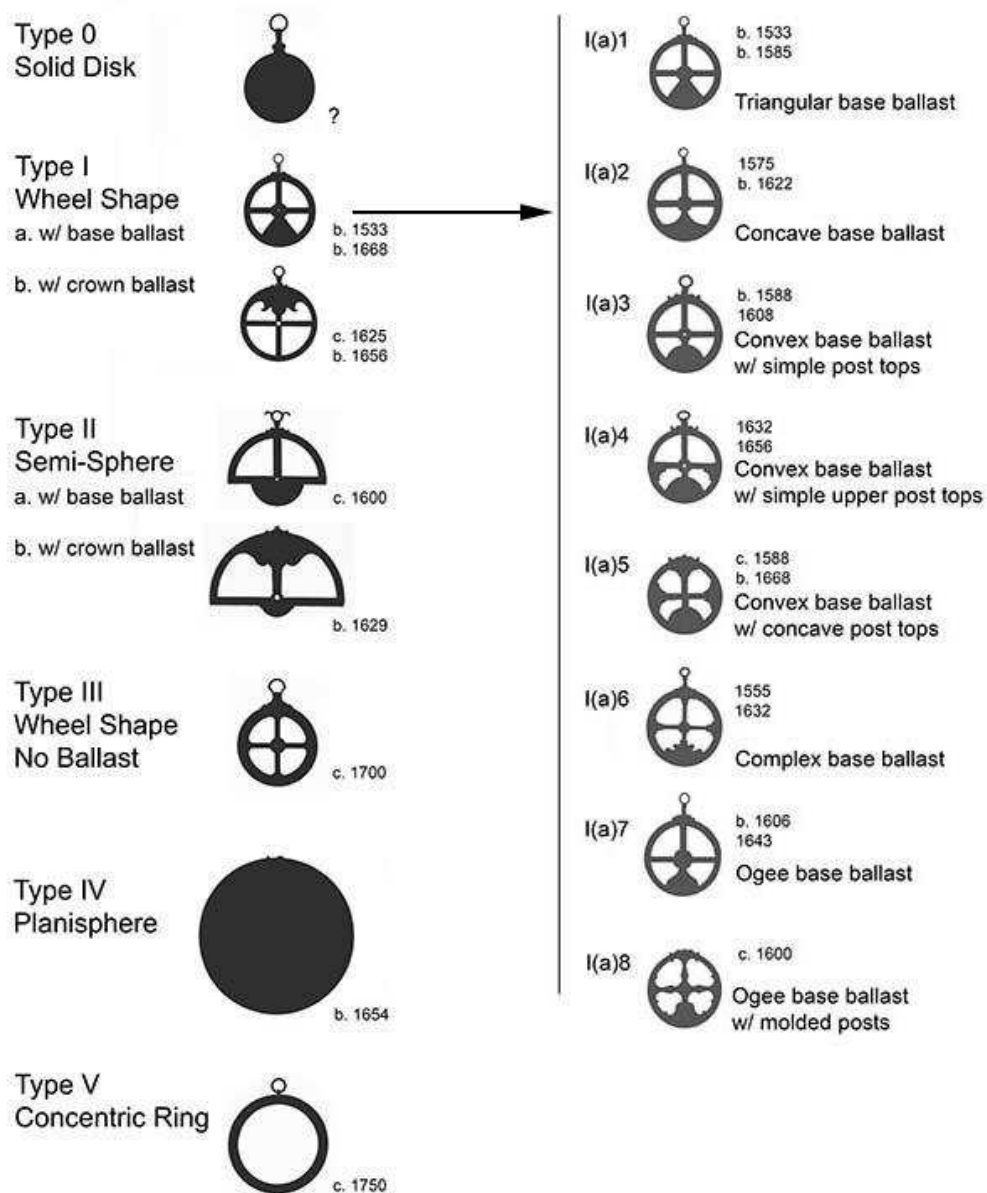 Type 0
Solid Disk
?
Type I
Wheel Shape
a. w/ base ballast
b. 1533
b. 1668
b. w/ crown ballast
c. 1625
b. 1656
Type II
Semi-Sphere
a. w/ base ballast
c. 1600
b. w/ crown ballast
b. 1629
Type III
Wheel Shape
No Ballast
c. 1700
Type IV
Planisphere
b. 1654
Type V
Concentric Ring
c. 1750
I(a)1
b. 1533
b. 1585
Triangular base ballast
I(a)2
1575
b. 1622
Concave base ballast
I(a)3
b. 1588
1608
Convex base ballast
w/ simple post tops
I(a)4
1632
1656
Convex base ballast
w/ simple upper post tops
I(a)5
c. 1588
b. 1668
Convex base ballast
w/ concave post tops
I(a)6
1555
1632
Complex base ballast
I(a)7
b. 1606
1643
Ogee base ballast
I(a)8
c. 1600
Ogee base ballast
w/ molded posts